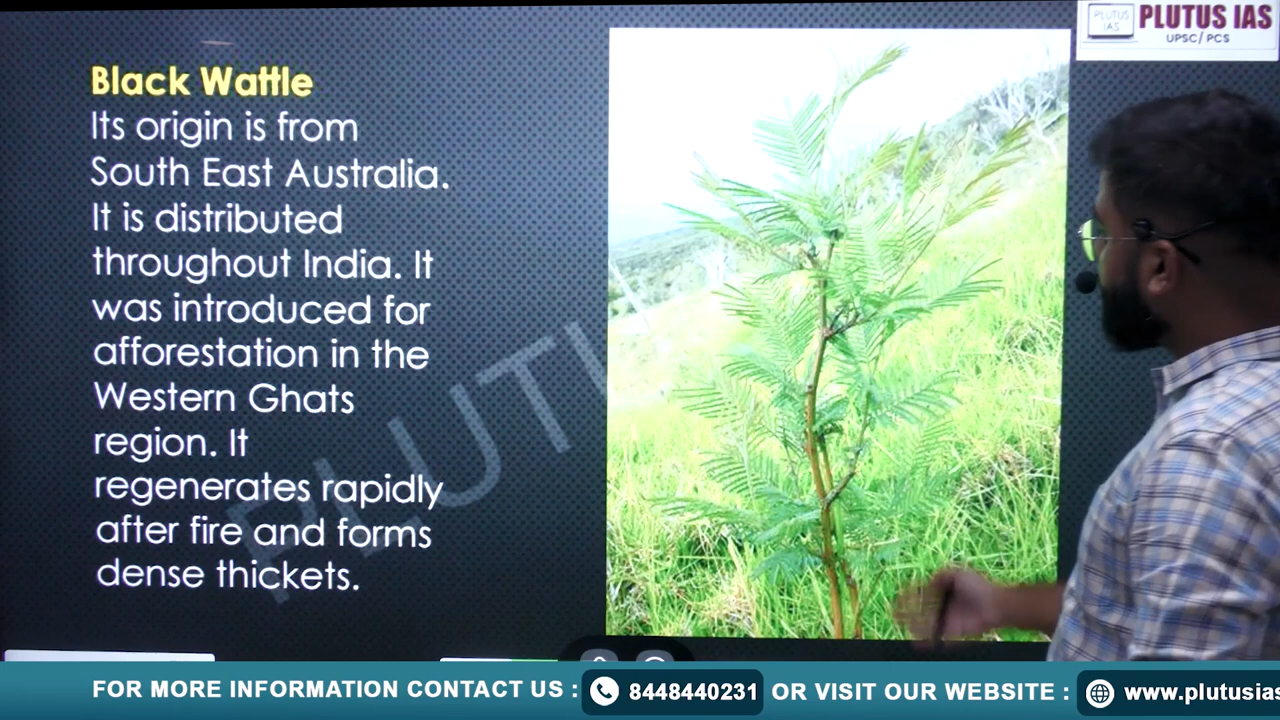 PLUTUS IAS
PLUTUS IAS
UPSC/ PCS
Black Wattle
Its origin is from
South East Australia.
It is distributed
throughout India. It
was introduced for
afforestation in the
Western Ghats
region. It
regenerates rapidly
after fire and forms
dense thickets.
PLUTI
FOR MORE INFORMATION CONTACT US : 8448440231 OR VISIT OUR WEBSITE : www.plutusias